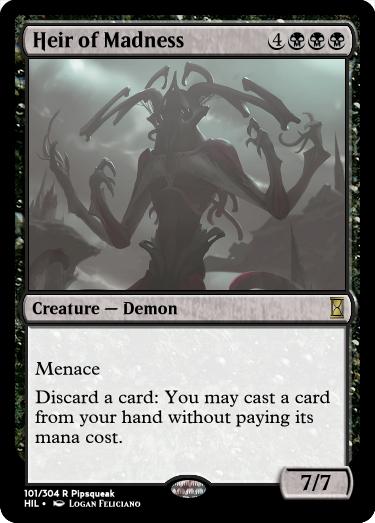 Heir of Madness 4
Creature — Demon
Menace
Discard a card: You may cast a card
from your hand without paying its
mana cost.
7/7
101/304 R Pipsqueak
HIL • Logan Feliciano